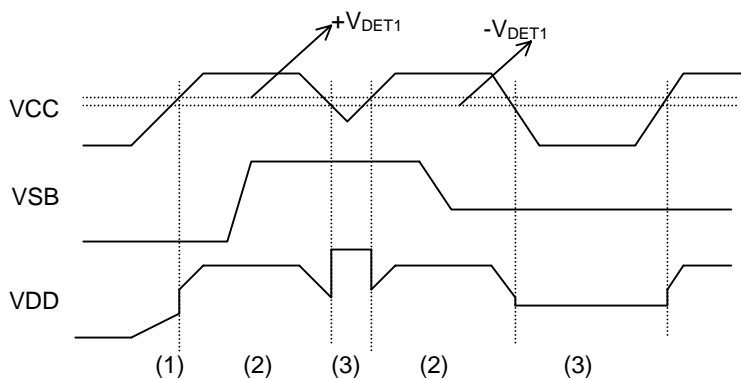 +VDET1
-VDET1
VCC
VSB
VDD
(1) (2) (3) (2) (3)